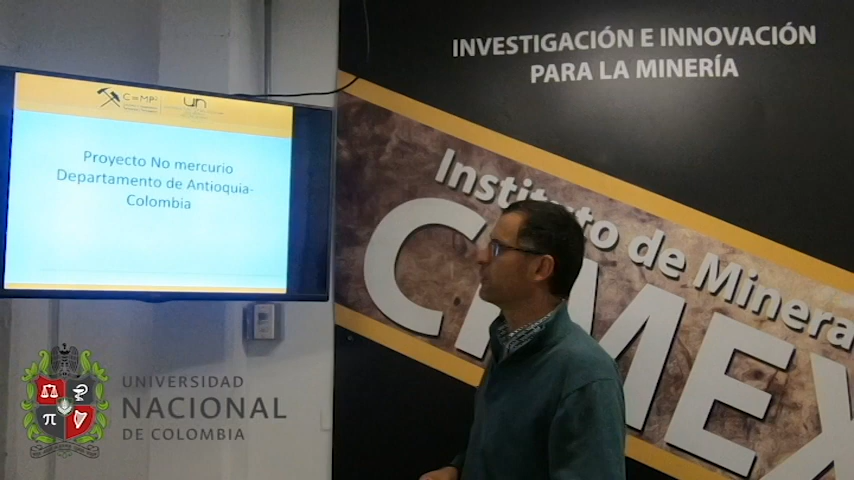 INVESTIGACIÓN E INNOVACIÓN
PARA LA MINERÍA
Proyecto No mercurio
Departamento de Antioquia-
Colombia
de Minera
CIMEX
UNIVERSIDAD
NACIONAL
DE COLOMBIA